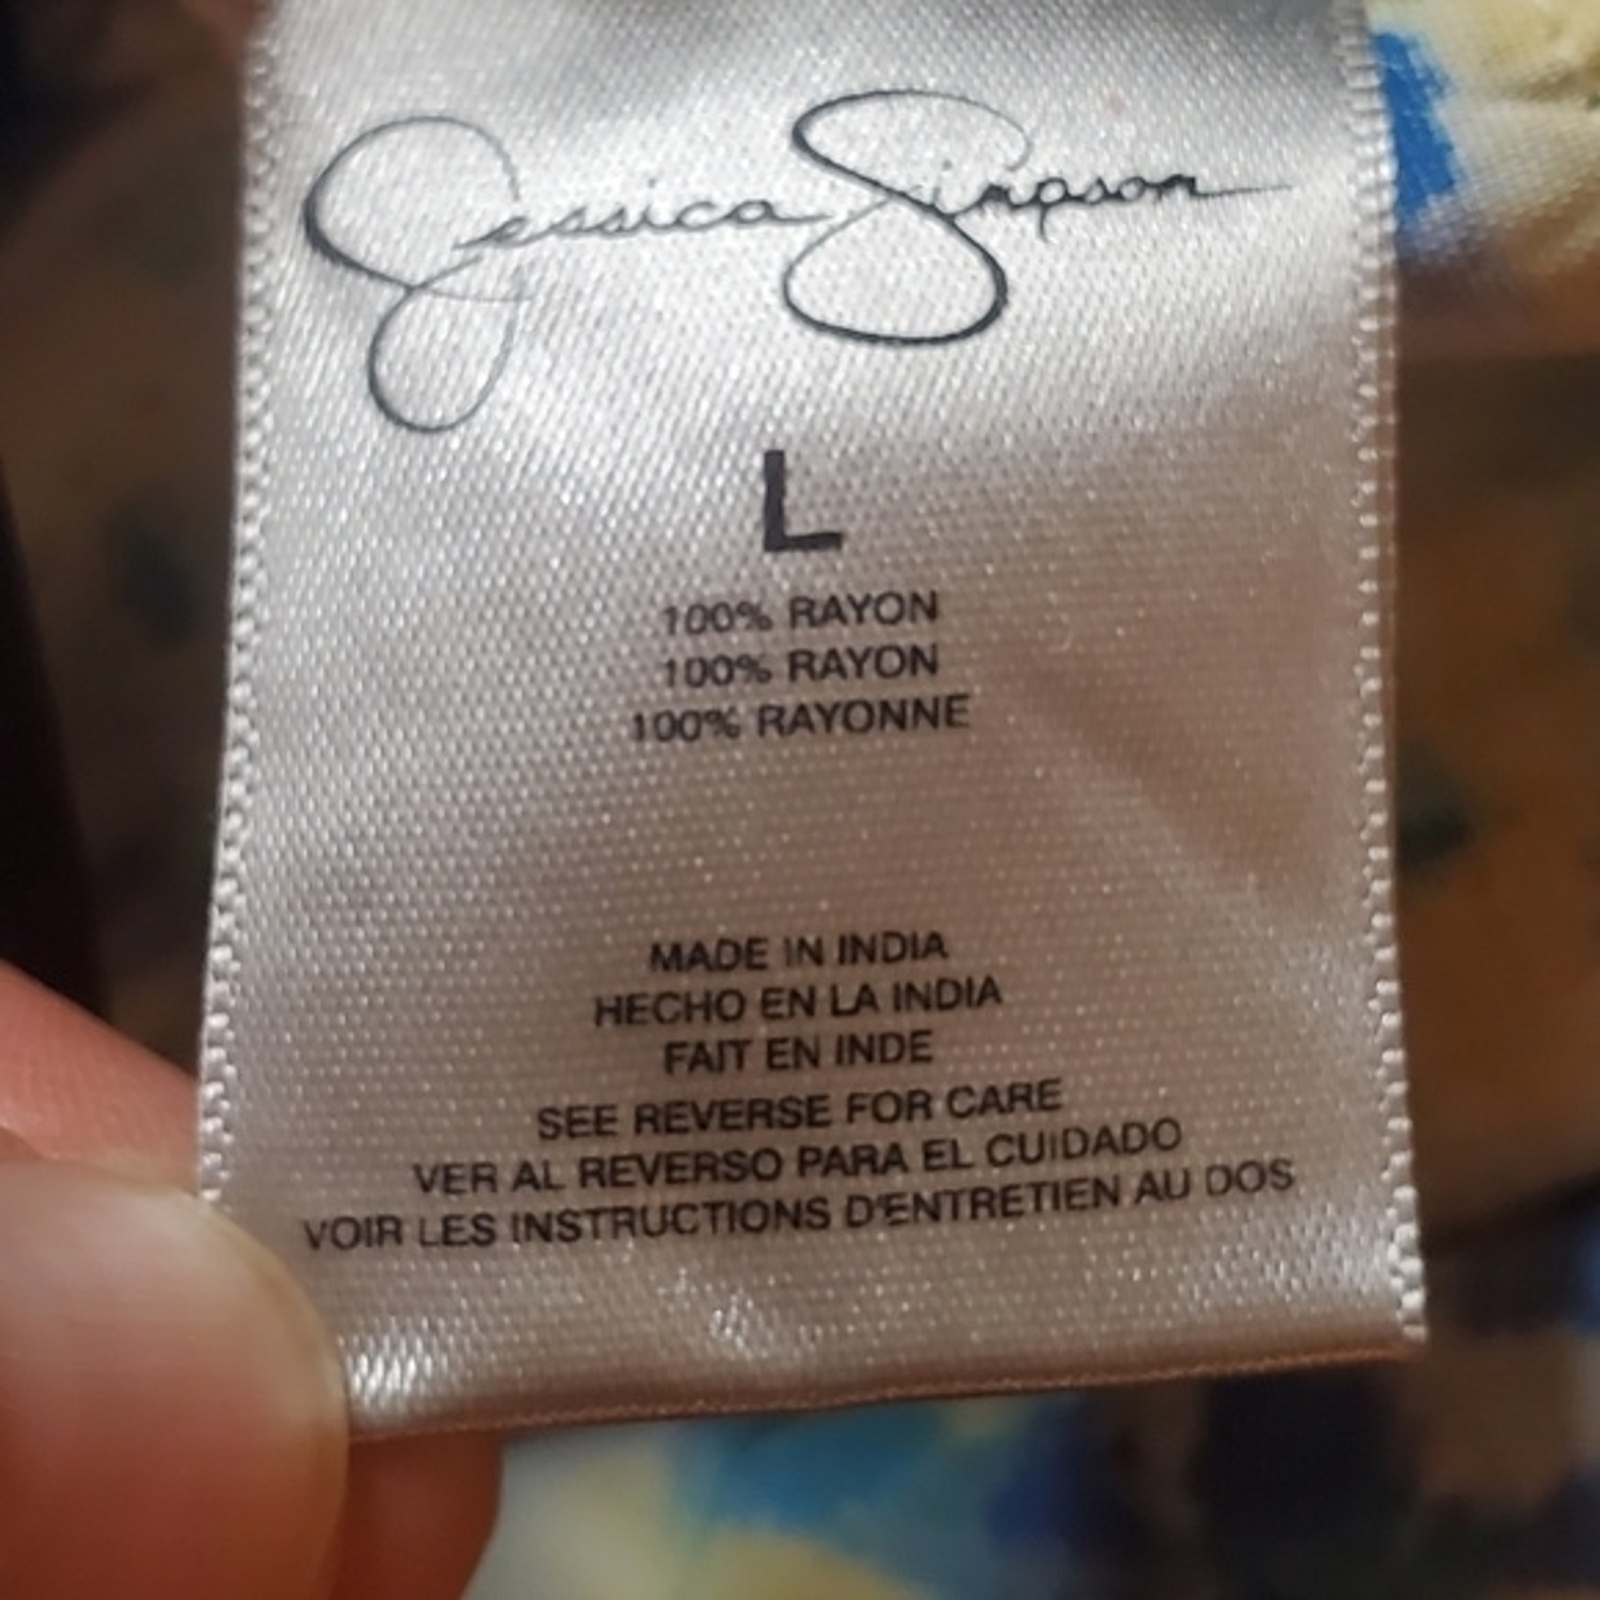 Jessica Simpson
L
100% RAYON
100% RAYON
100% RAYONNE
MADE IN INDIA
HECHO EN LA INDIA
FAIT EN INDE
SEE REVERSE FOR CARE
VER AL REVERSO PARA EL CUIDADO
VOIR LES INSTRUCTIONS D'ENTRETIEN AU DOS